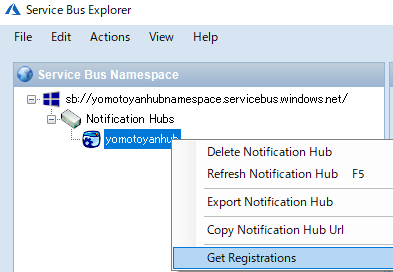 Service Bus Explorer
File Edit Actions View Help
Service Bus Namespace
sb://yomotoyanhubnamespace.servicebus.windows.net/
Notification Hubs
yomotoyanhub
Delete Notification Hub
Refresh Notification Hub F5
Export Notification Hub
Copy Notification Hub Url
Get Registrations